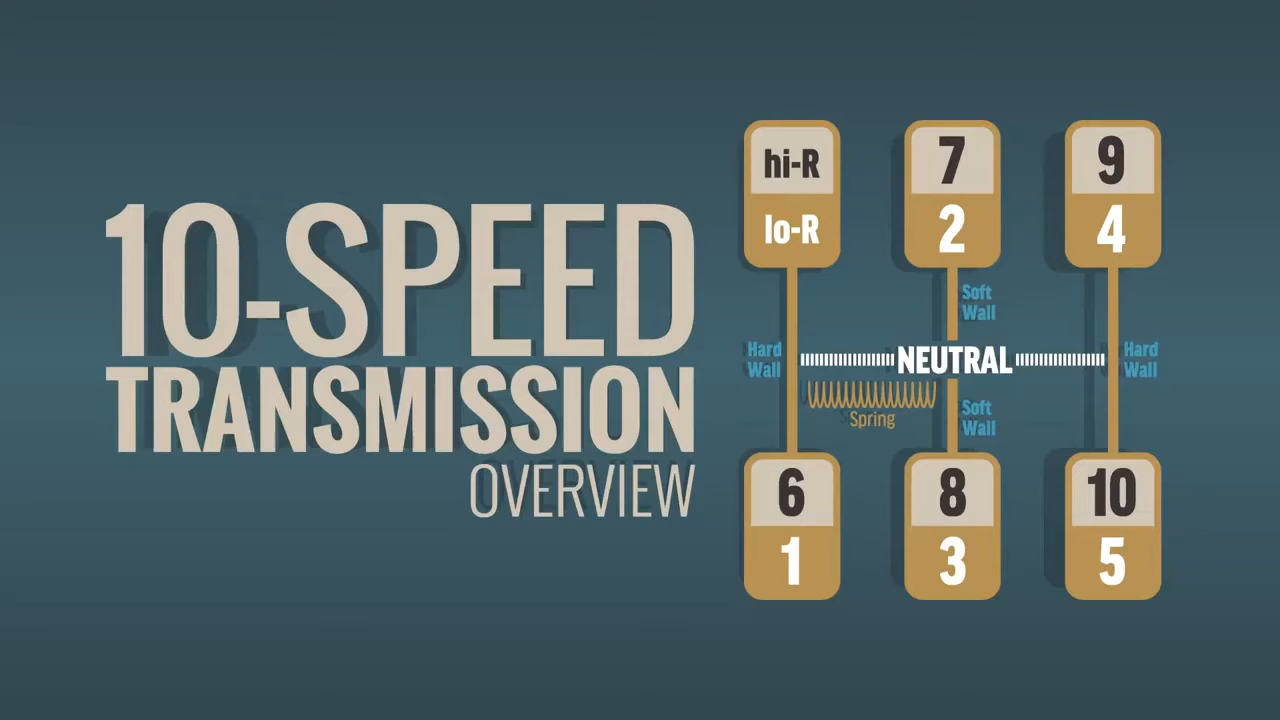 10-SPEED
TRANSMISSION
OVERVIEW
hi-R
lo-R
7
2
9
4
Soft
Wall
Hard
Wall
NEUTRAL
Hard
Wall
Spring
Soft
Wall
6
1
8
3
10
5